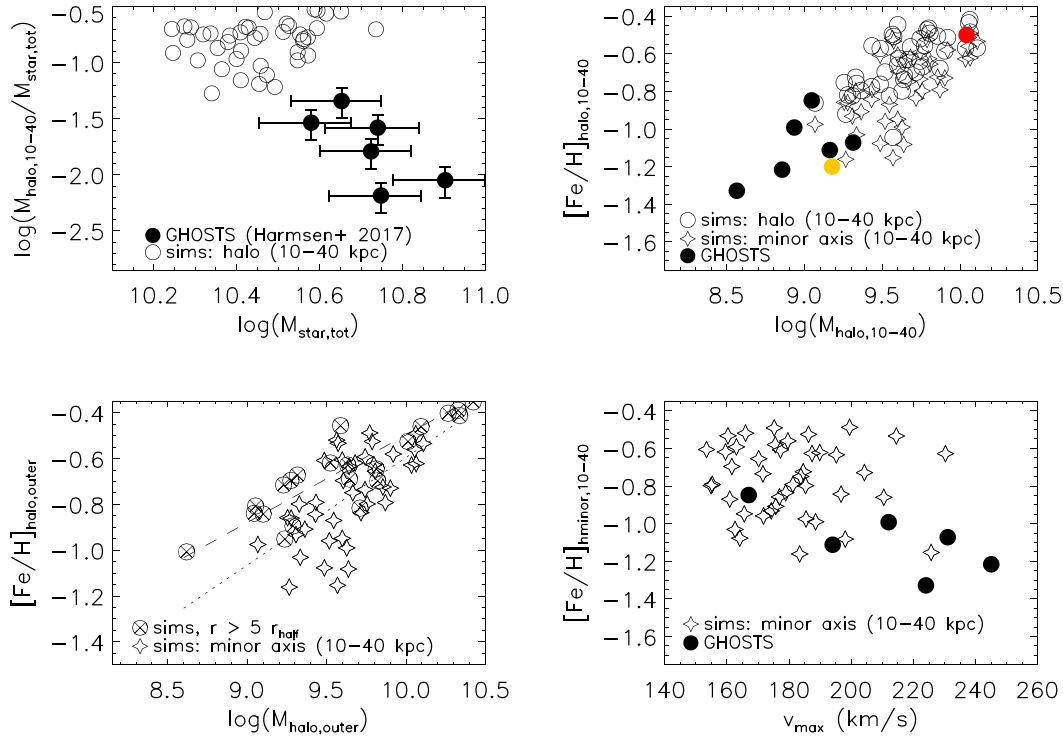 −0.5
−1.0
−1.5
−2.0
−2.5
log(M_halo,10−40/M_star,tot)
● GHOSTS (Harmsen+ 2017)
○ sims: halo (10−40 kpc)
10.2 10.4 10.6 10.8 11.0
log(M_star,tot)
−0.4
−0.6
−0.8
−1.0
−1.2
−1.4
−1.6
[Fe/H]_halo,10−40
sims: halo (10−40 kpc)
sims: minor axis (10−40 kpc)
GHOSTS
8.5 9.0 9.5 10.0 10.5
log(M_halo,10−40)
−0.4
−0.6
−0.8
−1.0
−1.2
−1.4
[Fe/H]_halo,outer
sims, r > 5 r_half
sims: minor axis (10−40 kpc)
8.5 9.0 9.5 10.0 10.5
log(M_halo,outer)
−0.4
−0.6
−0.8
−1.0
−1.2
−1.4
−1.6
[Fe/H]_hminor,10−40
sims: minor axis (10−40 kpc)
GHOSTS
140 160 180 200 220 240 260
v_max (km/s)